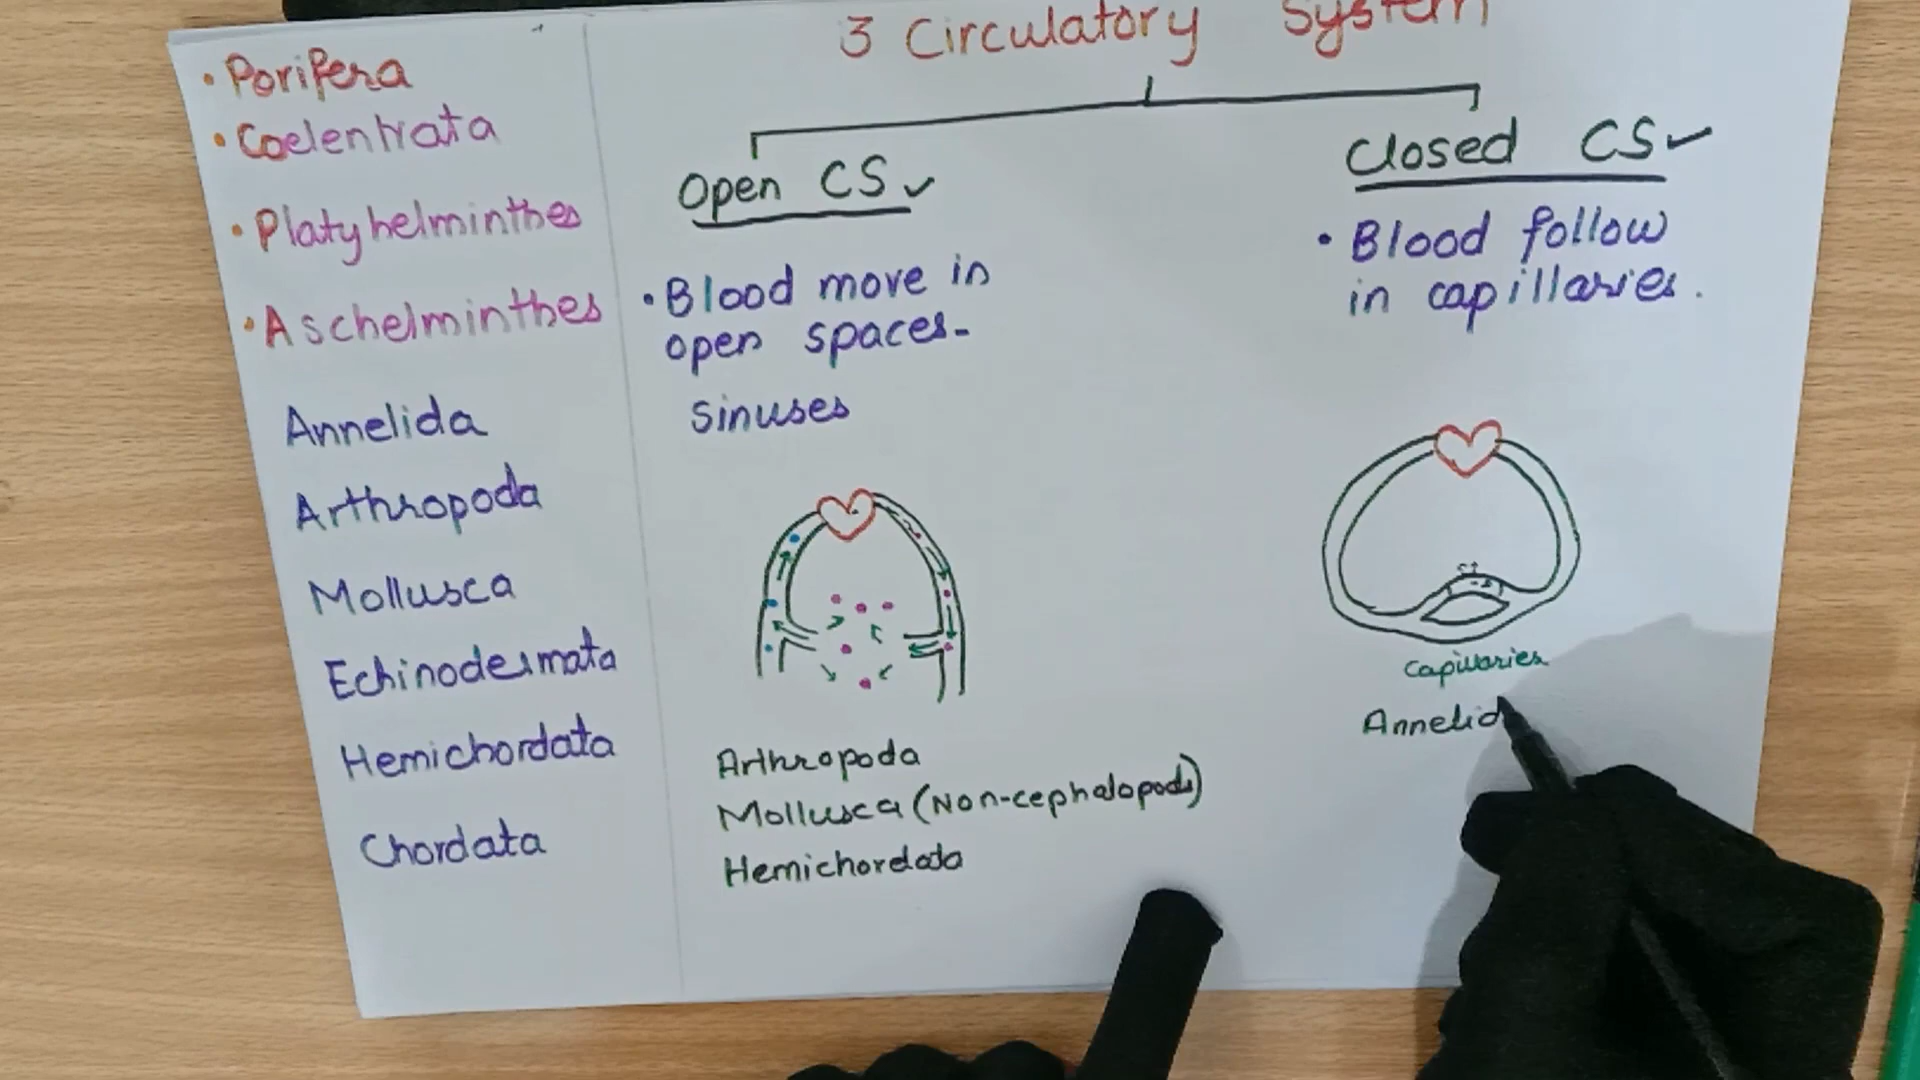 3 Circulatory System
• Porifera
• Coelentrata
• Platyhelminthes
• Aschelminthes
Annelida
Arthropoda
Mollusca
Echinodermata
Hemichordata
Chordata
Open CS
• Blood move in
open spaces-
sinuses
Arthropoda
Mollusca (Non-cephalopods)
Hemichordata
Closed CS
• Blood follow
in capillaries.
capillaries
Annelid